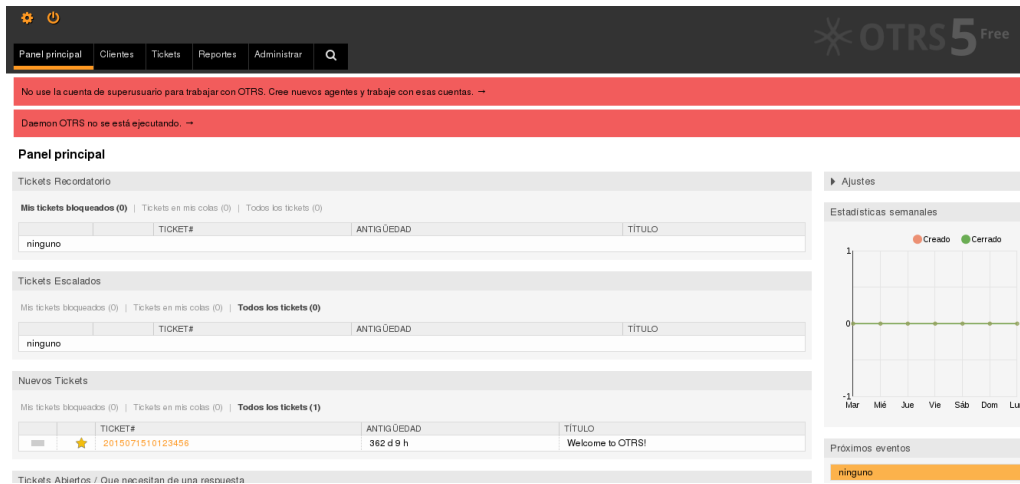 OTRS 5 Free
Panel principal Clientes Tickets Reportes Administrar
No use la cuenta de superusuario para trabajar con OTRS. Cree nuevos agentes y trabaje con esas cuentas. →
Daemon OTRS no se está ejecutando. →
Panel principal
Tickets Recordatorio
Mis tickets bloqueados (0) | Tickets en mis colas (0) | Todos los tickets (0)
TICKET# ANTIGÜEDAD TÍTULO
ninguno
Tickets Escalados
Mis tickets bloqueados (0) | Tickets en mis colas (0) | Todos los tickets (0)
TICKET# ANTIGÜEDAD TÍTULO
ninguno
Nuevos Tickets
Mis tickets bloqueados (0) | Tickets en mis colas (0) | Todos los tickets (1)
TICKET# ANTIGÜEDAD TÍTULO
2015071510123456 362 d 9 h Welcome to OTRS!
Tickets Abiertos / Que necesitan de una respuesta
Ajustes
Estadísticas semanales
Creado Cerrado
1
0
-1
Mar Mié Jue Vie Sáb Dom Lun
Próximos eventos
ninguno